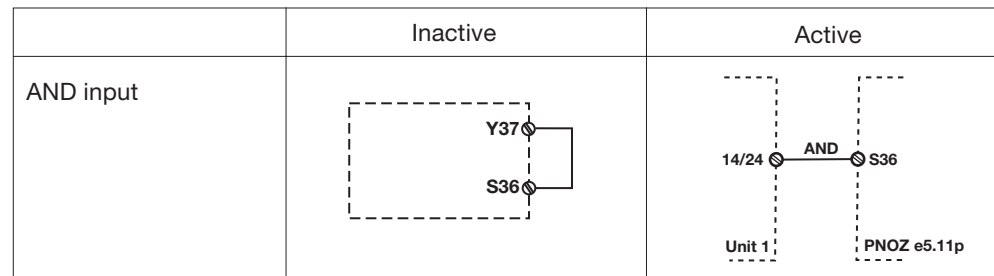 Inactive
Active
AND input
Y37
S36
14/24
AND
S36
Unit 1
PNOZ e5.11p